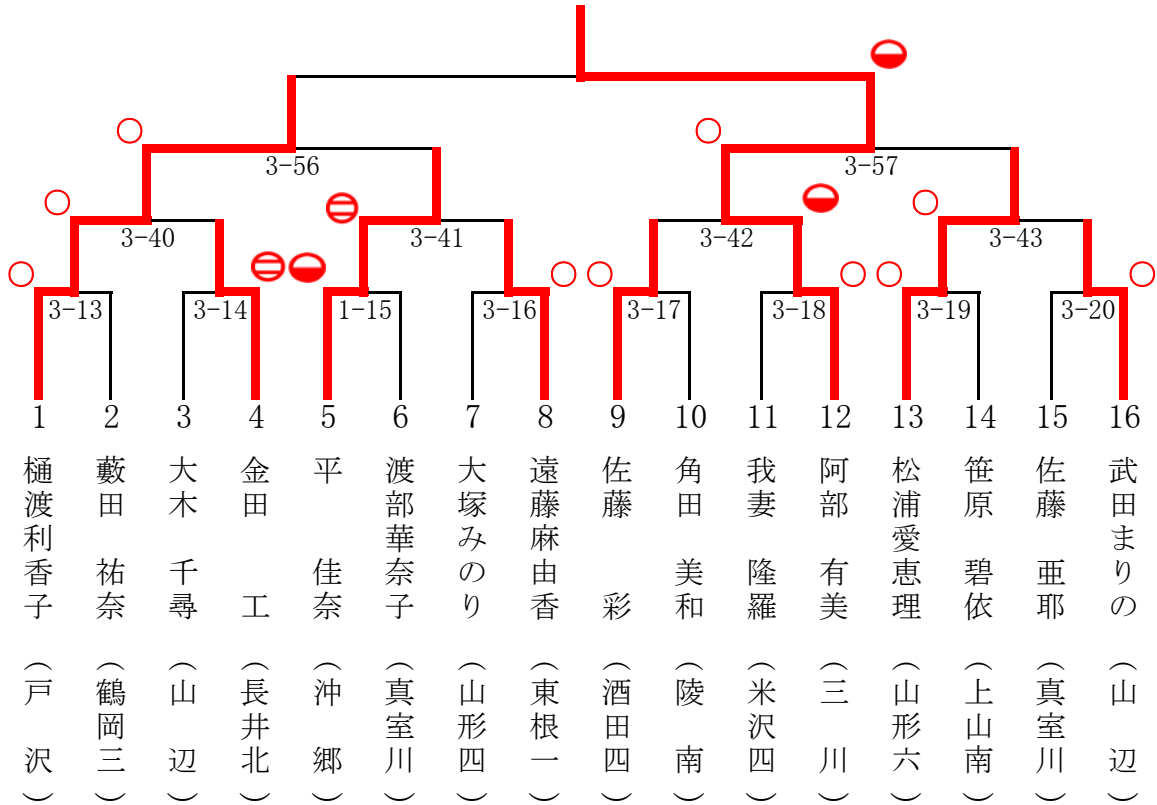 3-56
3-57
3-40
3-41
3-42
3-43
3-13
3-14
1-15
3-16
3-17
3-18
3-19
3-20
1 樋渡利香子 (戸沢)
2 藪田 祐奈 (鶴岡三)
3 大木 千尋 (山辺)
4 金田 工 (長井北)
5 平 佳奈 (沖郷)
6 渡部華奈子 (真室川)
7 大塚みのり (山形四)
8 遠藤麻由香 (東根一)
9 佐藤 彩 (酒田四)
10 角田 美和 (陵南)
11 我妻 隆羅 (米沢四)
12 阿部 有美 (三川)
13 松浦愛恵理 (山形六)
14 笹原 碧依 (上山南)
15 佐藤 亜耶 (真室川)
16 武田まりの (山辺)